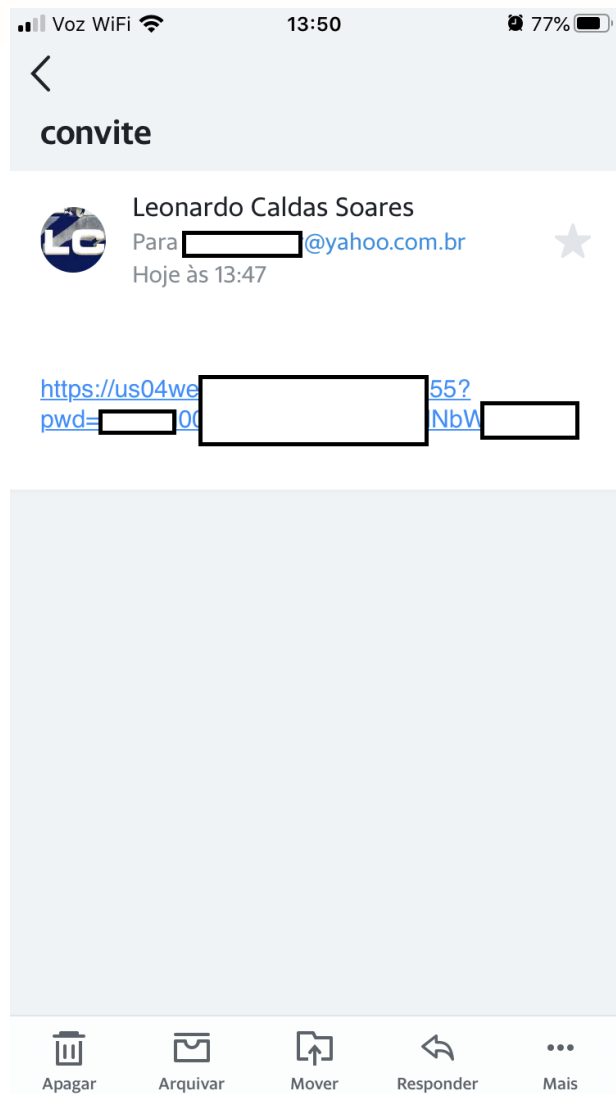 Voz WiFi 13:50 77%
convite
LC
Leonardo Caldas Soares
Para @yahoo.com.br
Hoje às 13:47
https://us04we 55?
pwd= 00 NbW
Apagar Arquivar Mover Responder Mais